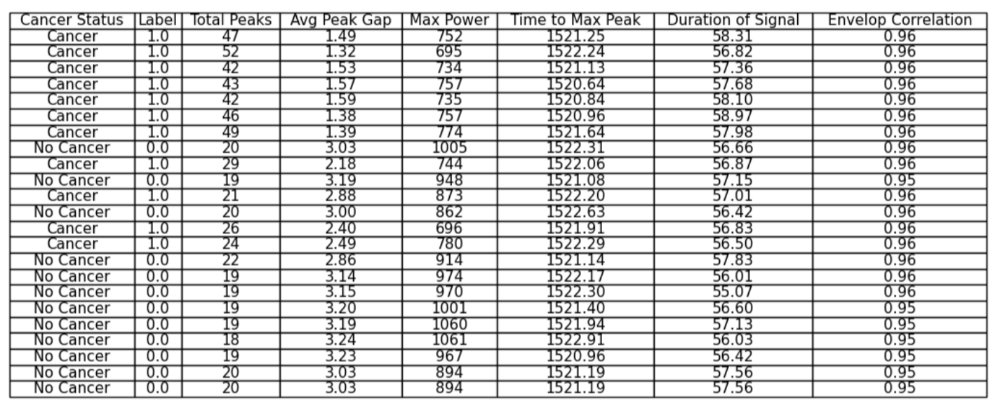 Cancer Status Label Total Peaks Avg Peak Gap Max Power Time to Max Peak Duration of Signal Envelop Correlation
Cancer 1.0 47 1.49 752 1521.25 58.31 0.96
Cancer 1.0 52 1.32 695 1522.24 56.82 0.96
Cancer 1.0 42 1.53 734 1521.13 57.36 0.96
Cancer 1.0 43 1.57 757 1520.64 57.68 0.96
Cancer 1.0 42 1.59 735 1520.84 58.10 0.96
Cancer 1.0 46 1.38 757 1520.96 58.97 0.96
Cancer 1.0 49 1.39 774 1521.64 57.98 0.96
No Cancer 0.0 20 3.03 1005 1522.31 56.66 0.96
Cancer 1.0 29 2.18 744 1522.06 56.87 0.96
No Cancer 0.0 19 3.19 948 1521.08 57.15 0.95
Cancer 1.0 21 2.88 873 1522.20 57.01 0.96
No Cancer 0.0 20 3.00 862 1522.63 56.42 0.96
Cancer 1.0 26 2.40 696 1521.91 56.83 0.96
Cancer 1.0 24 2.49 780 1522.29 56.50 0.96
No Cancer 0.0 22 2.86 914 1521.14 57.83 0.96
No Cancer 0.0 19 3.14 974 1522.17 56.01 0.96
No Cancer 0.0 19 3.15 970 1522.30 55.07 0.96
No Cancer 0.0 19 3.20 1001 1521.40 56.60 0.95
No Cancer 0.0 19 3.19 1060 1521.94 57.13 0.95
No Cancer 0.0 18 3.24 1061 1522.91 56.03 0.95
No Cancer 0.0 19 3.23 967 1520.96 56.42 0.95
No Cancer 0.0 20 3.03 894 1521.19 57.56 0.95
No Cancer 0.0 20 3.03 894 1521.19 57.56 0.95